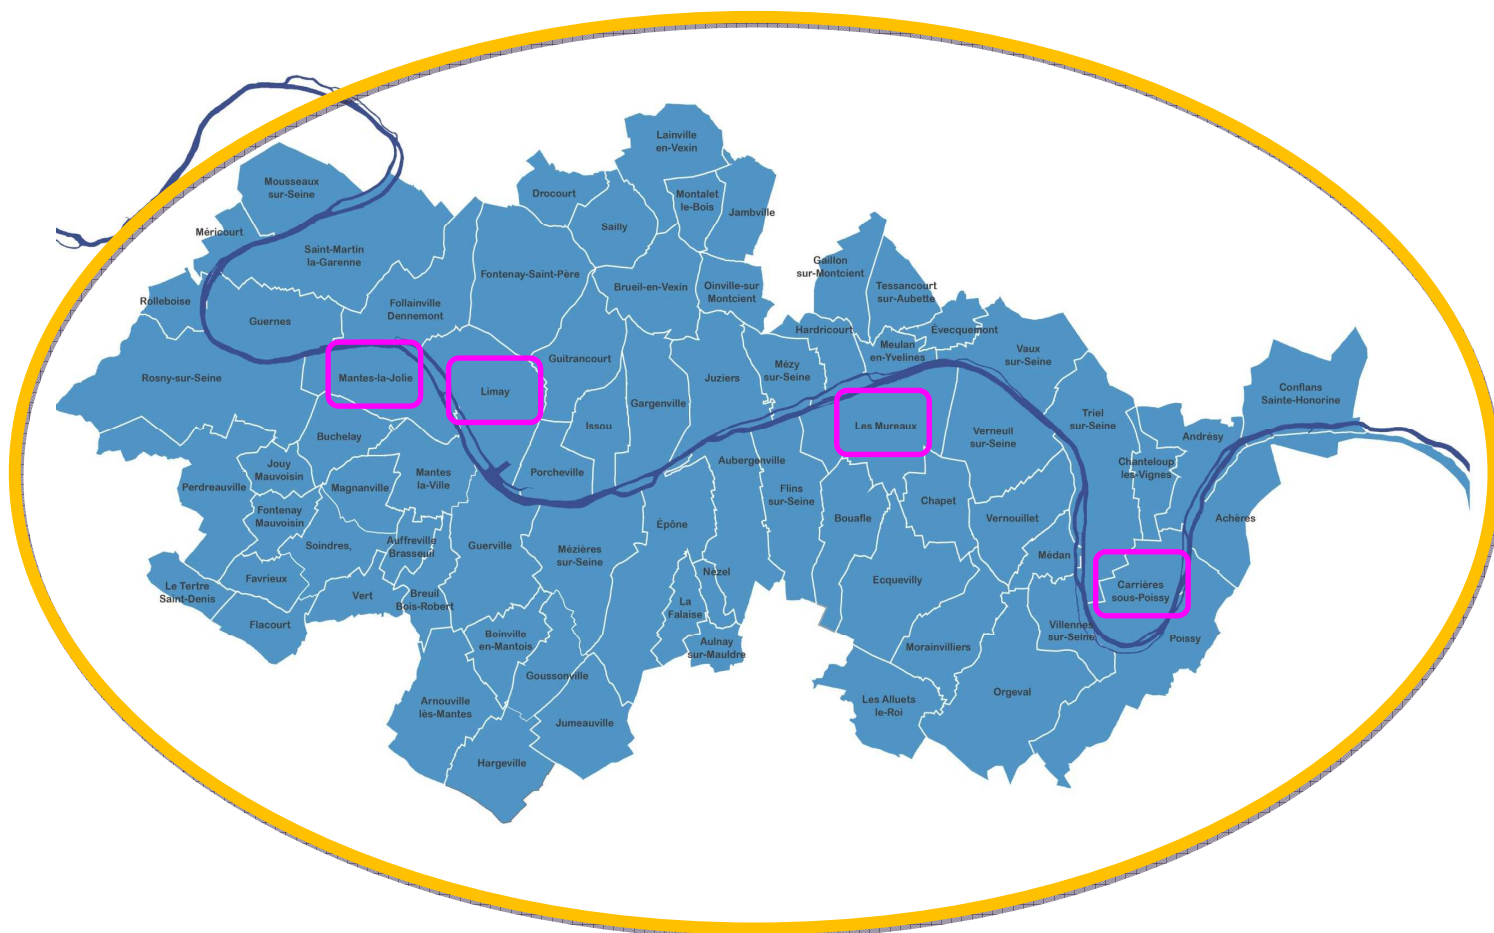 Lainville
en-Vexin
Mousseaux
sur-Seine
Drocourt
Montalet
le-Bois
Jambville
Sailly
Méricourt
Saint-Martin
la-Garenne
Fontenay-Saint-Père
Gaillon
sur-Montcient
Brueil-en-Vexin
Oinville-sur
Montcient
Tessancourt
sur-Aubette
Rolleboise
Follainville
Dennemont
Guernes
Hardricourt
Évecquemont
Meulan
en-Yvelines
Vaux
sur-Seine
Guitrancourt
Mézy
sur-Seine
Rosny-sur-Seine
Mantes-la-Jolie
Limay
Juziers
Conflans
Sainte-Honorine
Gargenville
Issou
Les Mureaux
Verneuil
sur-Seine
Triel
sur-Seine
Andrésy
Buchelay
Jouy
Mauvoisin
Mantes
la-Ville
Porcheville
Aubergenville
Chanteloup
les-Vignes
Perdreauville
Magnanville
Flins
sur-Seine
Chapet
Fontenay
Mauvoisin
Épône
Bouafle
Vernouillet
Achères
Soindres,
Auffreville
Brasseuil
Guerville
Mézières
sur-Seine
Médan
Nézel
Ecquevilly
Carrières
sous-Poissy
Favrieux
Le Tertre
Saint-Denis
Vert
Breuil
Bois-Robert
La
Falaise
Flacourt
Boinville
en-Mantois
Aulnay
sur-Mauldre
Villennes
sur-Seine
Poissy
Morainvilliers
Goussonville
Arnouville
lès-Mantes
Les Alluets
le-Roi
Orgeval
Jumeauville
Hargeville